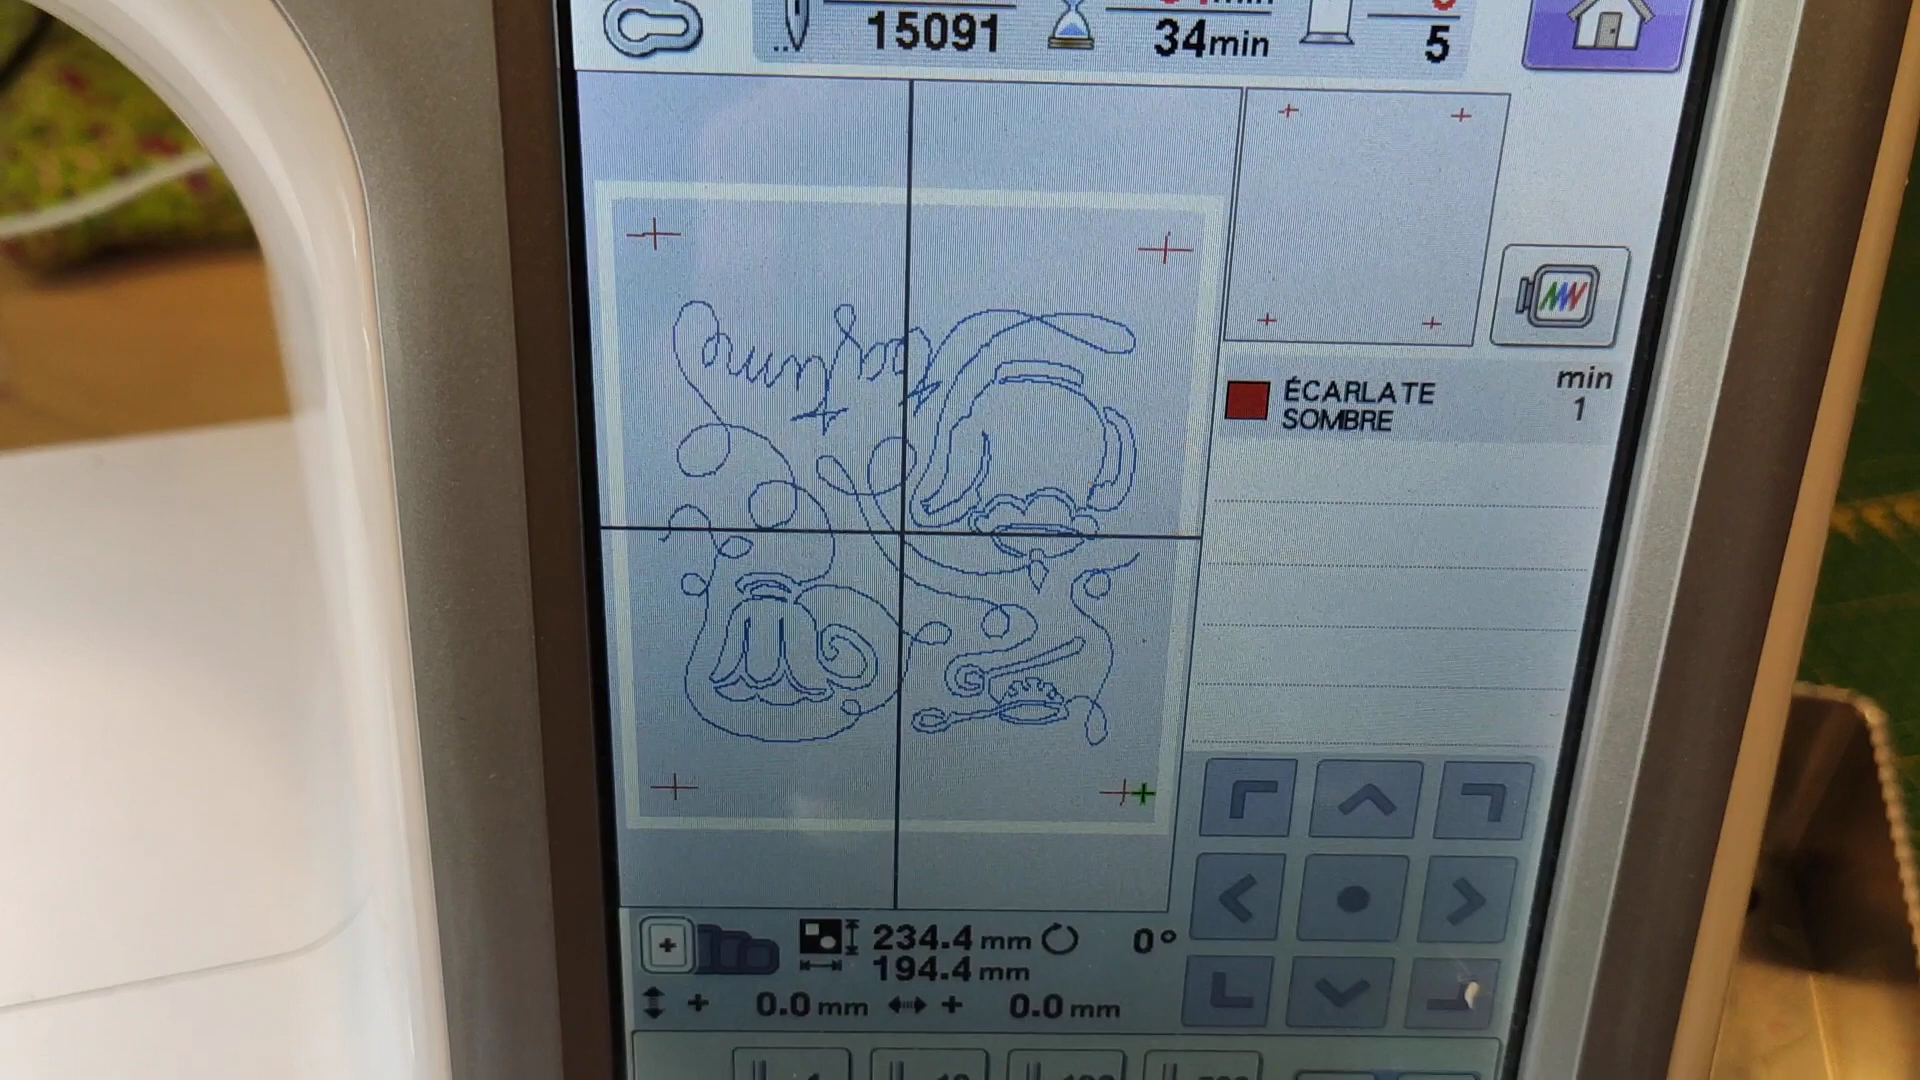 15091
34min
5
ÉCARLATE
SOMBRE
min
1
234.4 mm
0°
194.4 mm
+ 0.0 mm
+ 0.0 mm